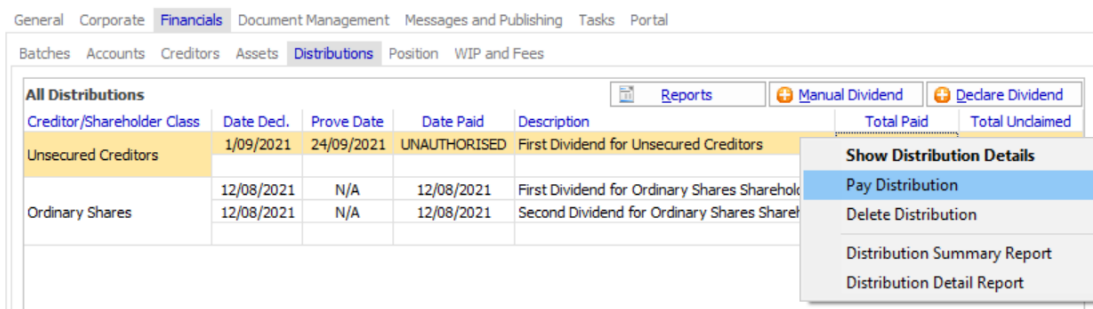 General Corporate Financials Document Management Messages and Publishing Tasks Portal
Batches Accounts Creditors Assets Distributions Position WIP and Fees
All Distributions Reports Manual Dividend Declare Dividend
Creditor/Shareholder Class Date Decl. Prove Date Date Paid Description Total Paid Total Unclaimed
Unsecured Creditors 1/09/2021 24/09/2021 UNAUTHORISED First Dividend for Unsecured Creditors
Show Distribution Details
Pay Distribution
Delete Distribution
Distribution Summary Report
Distribution Detail Report
12/08/2021 N/A 12/08/2021 First Dividend for Ordinary Shares
Ordinary Shares 12/08/2021 N/A 12/08/2021 Second Dividend for Ordinary Shares